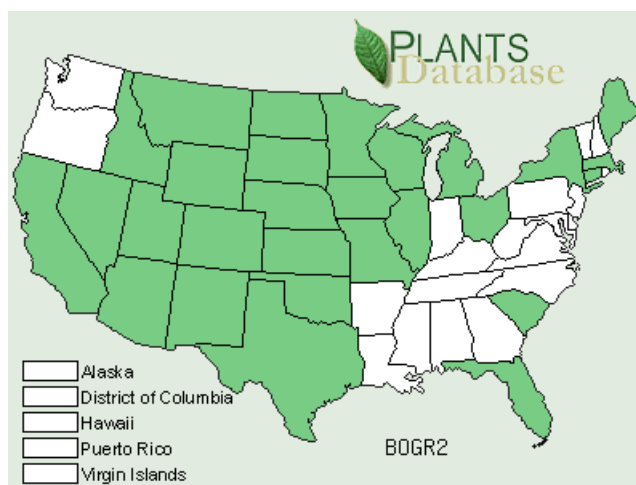 PLANTS
Database
Alaska
District of Columbia
Hawaii
Puerto Rico
Virgin Islands
BOGR2